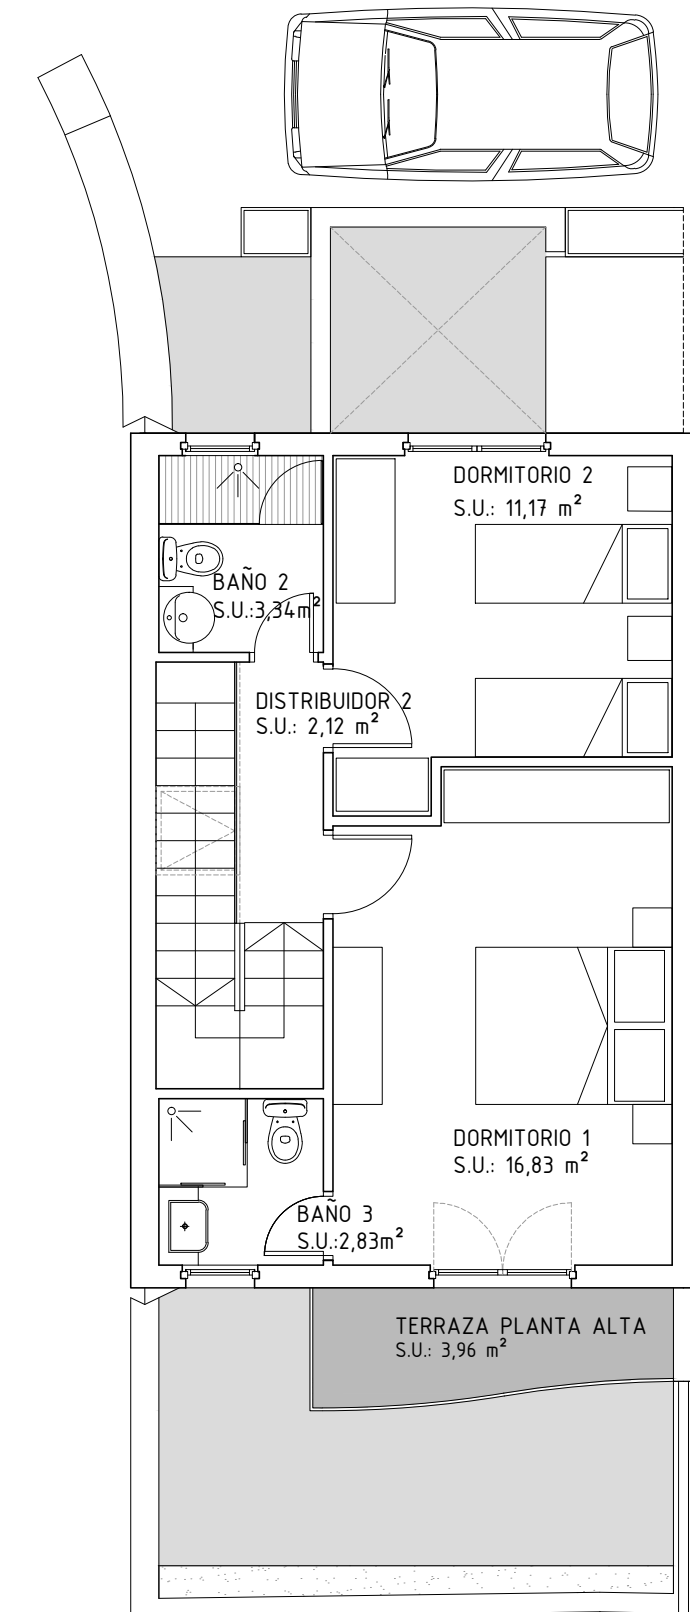 DORMITORIO 2
S.U.: 11,17 m²
BAÑO 2
S.U.:3,34m²
DISTRIBUIDOR 2
S.U.: 2,12 m²
DORMITORIO 1
S.U.: 16,83 m²
BAÑO 3
S.U.:2,83m²
TERRAZA PLANTA ALTA
S.U.: 3,96 m²